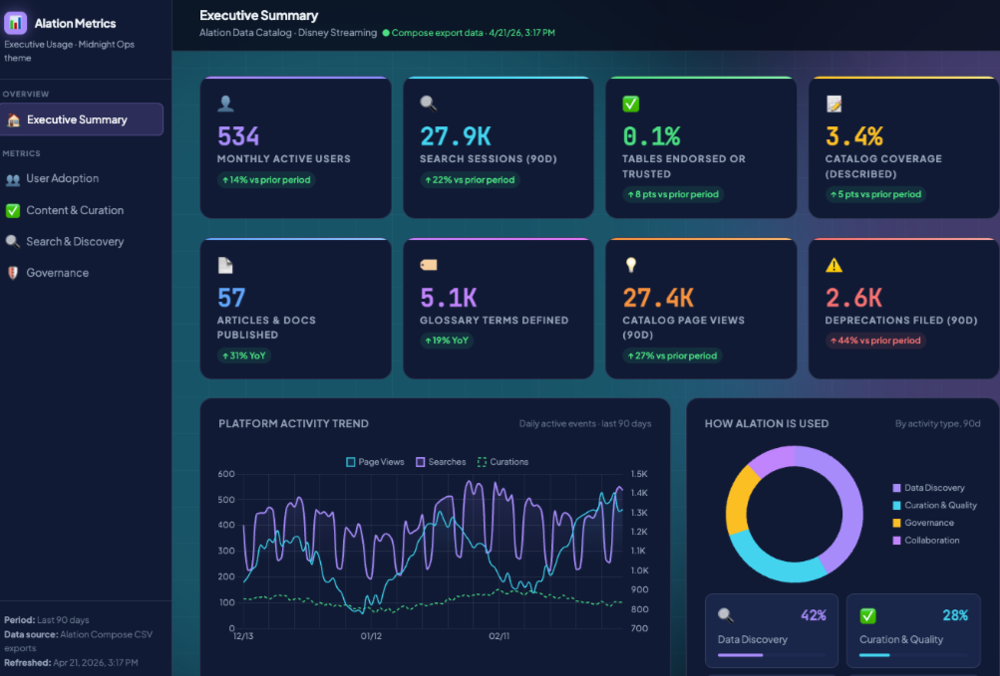 Alation Metrics
Executive Usage · Midnight Ops
theme
OVERVIEW
Executive Summary
METRICS
User Adoption
Content & Curation
Search & Discovery
Governance
Period: Last 90 days
Data source: Alation Compose CSV
exports
Refreshed: Apr 21, 2026, 3:17 PM
Executive Summary
Alation Data Catalog · Disney Streaming ● Compose export data · 4/21/26, 3:17 PM
534
MONTHLY ACTIVE USERS
↑ 14% vs prior period
27.9K
SEARCH SESSIONS (90D)
↑ 22% vs prior period
0.1%
TABLES ENDORSED OR
TRUSTED
↑ 8 pts vs prior period
3.4%
CATALOG COVERAGE
(DESCRIBED)
↑ 5 pts vs prior period
57
ARTICLES & DOCS
PUBLISHED
↑ 31% YoY
5.1K
GLOSSARY TERMS DEFINED
↑ 19% YoY
27.4K
CATALOG PAGE VIEWS
(90D)
↑ 27% vs prior period
2.6K
DEPRECATIONS FILED (90D)
↑ 44% vs prior period
PLATFORM ACTIVITY TREND
Daily active events · last 90 days
Page Views Searches Curations
600
500
400
300
200
100
0
1.5K
1.4K
1.3K
1.2K
1.1K
1.0K
900
800
700
12/13 01/12 02/11
HOW ALATION IS USED
By activity type, 90d
Data Discovery
Curation & Quality
Governance
Collaboration
42%
Data Discovery
28%
Curation & Quality